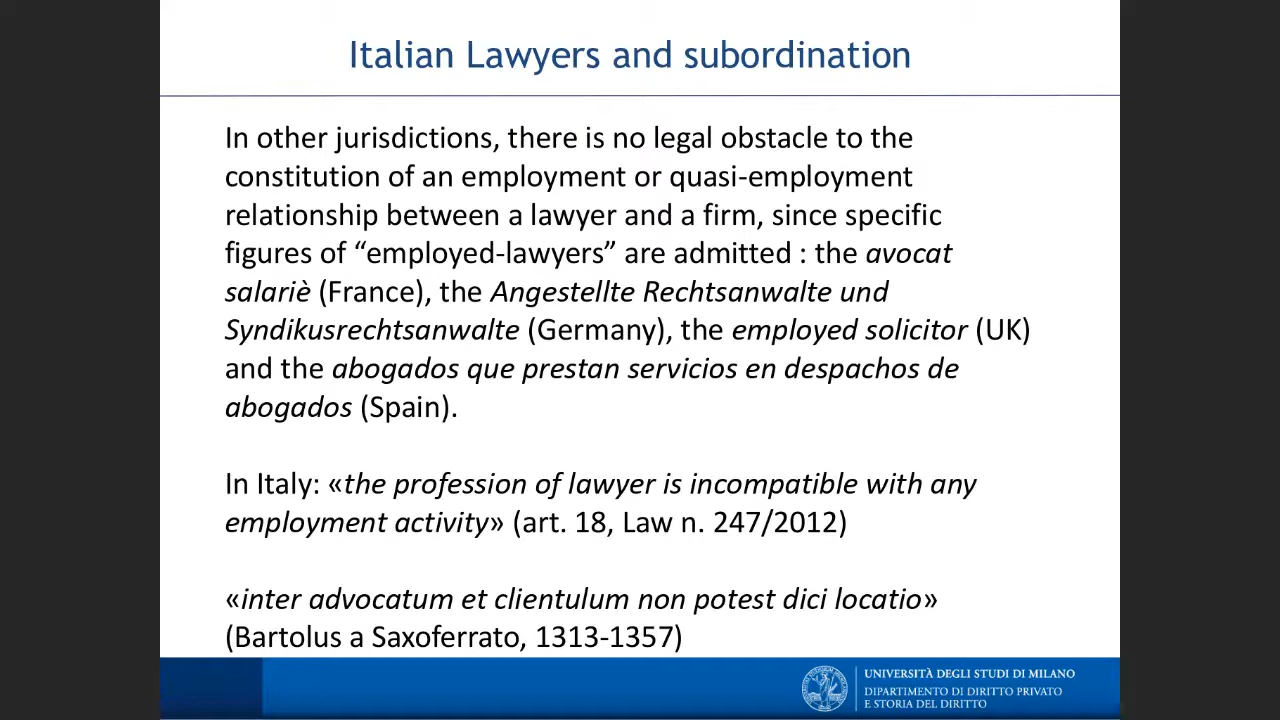 Italian Lawyers and subordination
In other jurisdictions, there is no legal obstacle to the
constitution of an employment or quasi-employment
relationship between a lawyer and a firm, since specific
figures of “employed-lawyers” are admitted : the avocat
salariè (France), the Angestellte Rechtsanwalte und
Syndikusrechtsanwalte (Germany), the employed solicitor (UK)
and the abogados que prestan servicios en despachos de
abogados (Spain).
In Italy: «the profession of lawyer is incompatible with any
employment activity» (art. 18, Law n. 247/2012)
«inter advocatum et clientulum non potest dici locatio»
(Bartolus a Saxoferrato, 1313-1357)
UNIVERSITÀ DEGLI STUDI DI MILANO
DIPARTIMENTO DI DIRITTO PRIVATO
E STORIA DEL DIRITTO